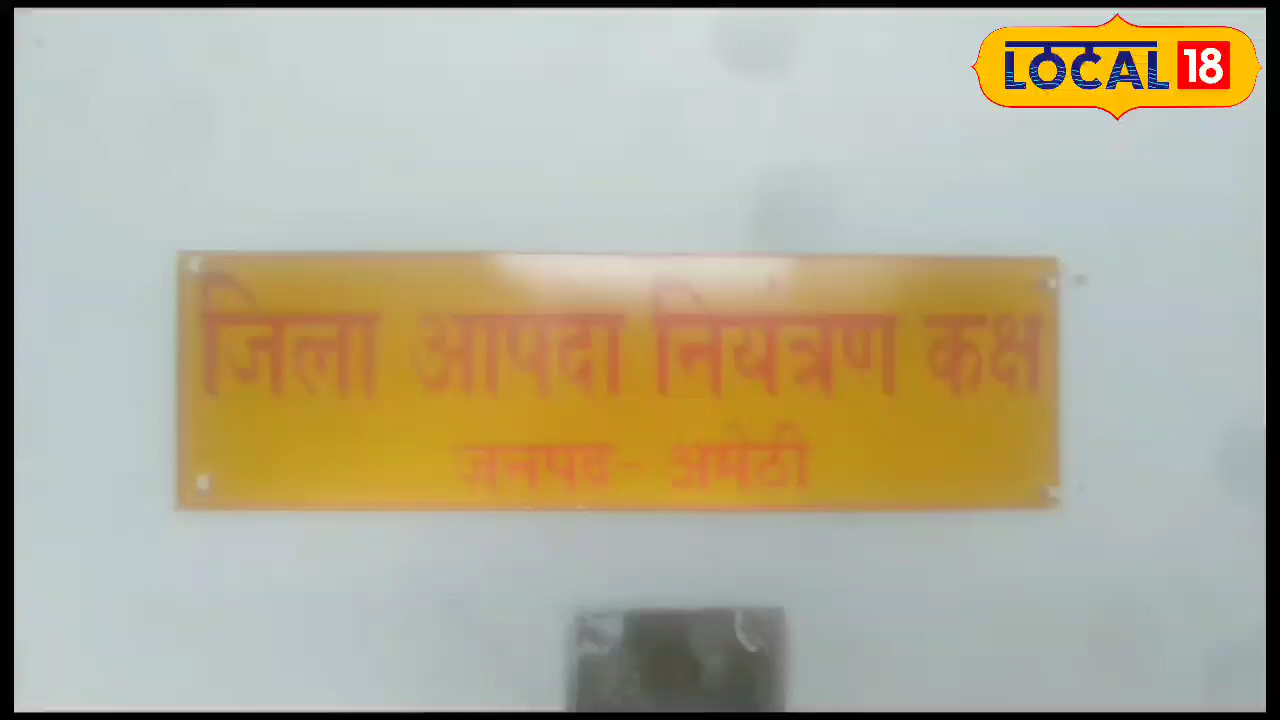 LOCAL 18
जिला आपदा नियंत्रण कक्ष
जनपद - अमेठी